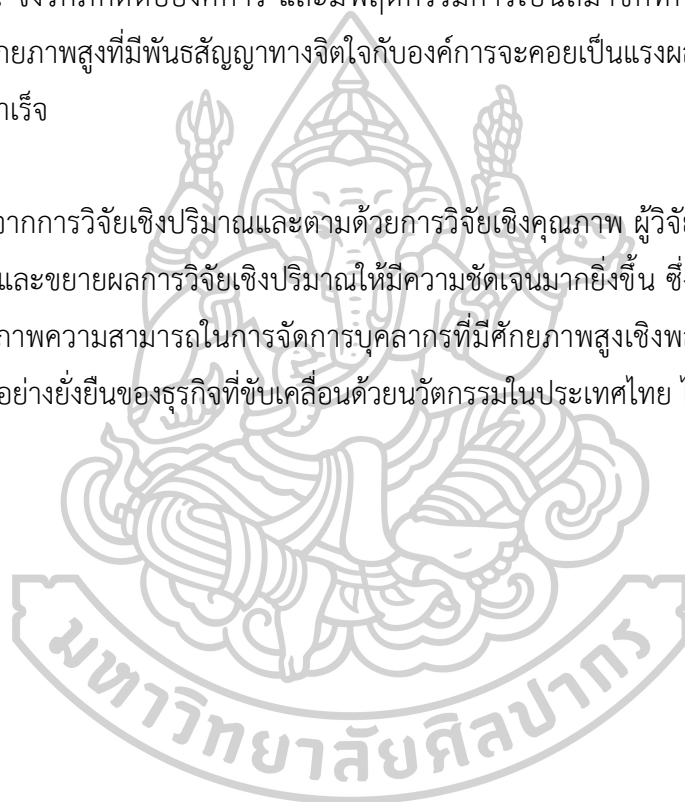 จงรักภักดีต่อองค์การ และมีพฤติกรรมการเป็นสมาชิกที่
กยภาพสูงที่มีพันธสัญญาทางจิตใจกับองค์การจะคอยเป็นแรงผล
าเร็จ
จากการวิจัยเชิงปริมาณและตามด้วยการวิจัยเชิงคุณภาพ ผู้วิจัย
และขยายผลการวิจัยเชิงปริมาณให้มีความชัดเจนมากยิ่งขึ้น ซึ่ง
ภาพความสามารถในการจัดการบุคลากรที่มีศักยภาพสูงเชิงพล
อย่างยั่งยืนของธุรกิจที่ขับเคลื่อนด้วยนวัตกรรมในประเทศไทย
มหาวิทยาลัยศิลปากร